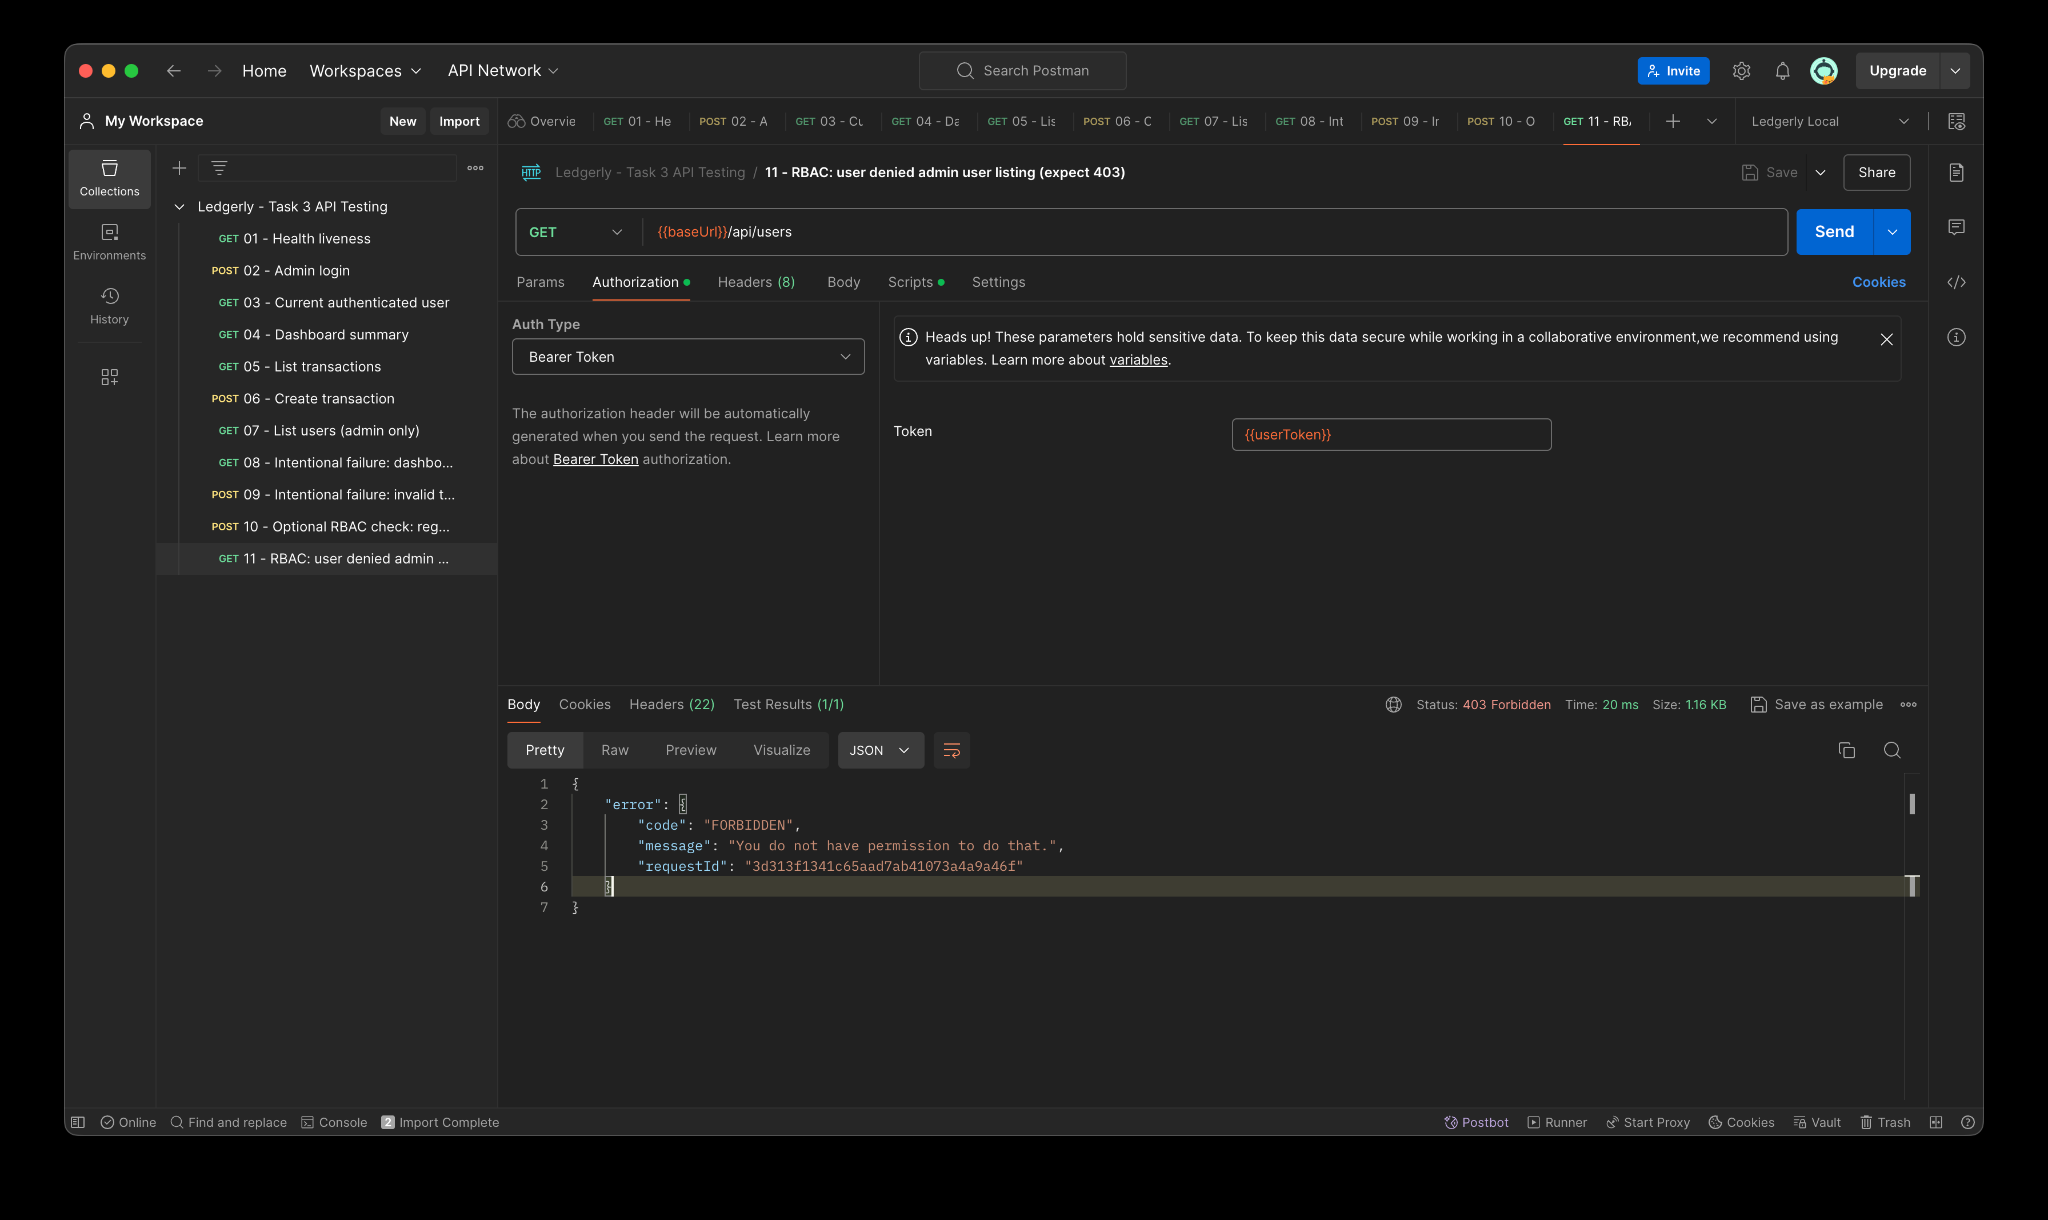 Home
Workspaces
API Network
Search Postman
Invite
Upgrade
My Workspace
New
Import
Overvie
GET 01 - He
POST 02 - A
GET 03 - Cu
GET 04 - Da
GET 05 - Lis
POST 06 - C
GET 07 - Lis
GET 08 - Int
POST 09 - Ir
POST 10 - O
GET 11 - RB
Ledgerly Local
Collections
Environments
History
Ledgerly - Task 3 API Testing
GET 01 - Health liveness
POST 02 - Admin login
GET 03 - Current authenticated user
GET 04 - Dashboard summary
GET 05 - List transactions
POST 06 - Create transaction
GET 07 - List users (admin only)
GET 08 - Intentional failure: dashbo...
POST 09 - Intentional failure: invalid t...
POST 10 - Optional RBAC check: reg...
GET 11 - RBAC: user denied admin ...
HTTP
Ledgerly - Task 3 API Testing / 11 - RBAC: user denied admin user listing (expect 403)
Save
Share
GET
{{baseUrl}}/api/users
Send
Params
Authorization
Headers (8)
Body
Scripts
Settings
Cookies
Auth Type
Bearer Token
The authorization header will be automatically
generated when you send the request. Learn more
about Bearer Token authorization.
Heads up! These parameters hold sensitive data. To keep this data secure while working in a collaborative environment,we recommend using
variables. Learn more about variables.
Token
{{userToken}}
Body
Cookies
Headers (22)
Test Results (1/1)
Status: 403 Forbidden
Time: 20 ms
Size: 1.16 KB
Save as example
Pretty
Raw
Preview
Visualize
JSON
1 {
2 "error": {
3 "code": "FORBIDDEN",
4 "message": "You do not have permission to do that.",
5 "requestId": "3d313f1341c65aad7ab41073a4a9a46f"
6 }
7 }
Online
Find and replace
Console
2 Import Complete
Postbot
Runner
Start Proxy
Cookies
Vault
Trash